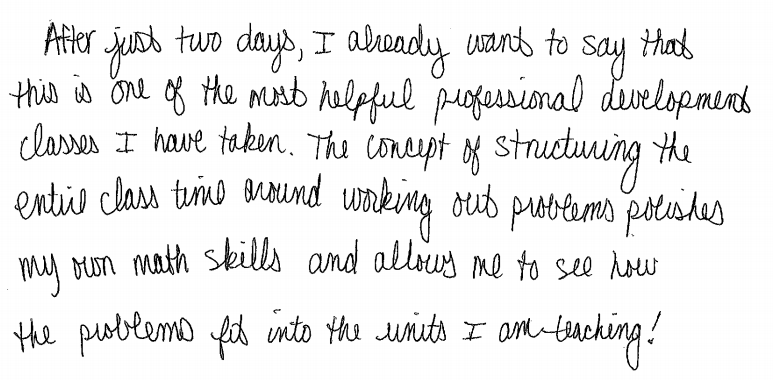 After just two days, I already want to say that
this is one of the most helpful professional development
classes I have taken. The concept of structuring the
entire class time around working out problems polishes
my own math skills and allows me to see how
the problems fit into the units I am teaching!